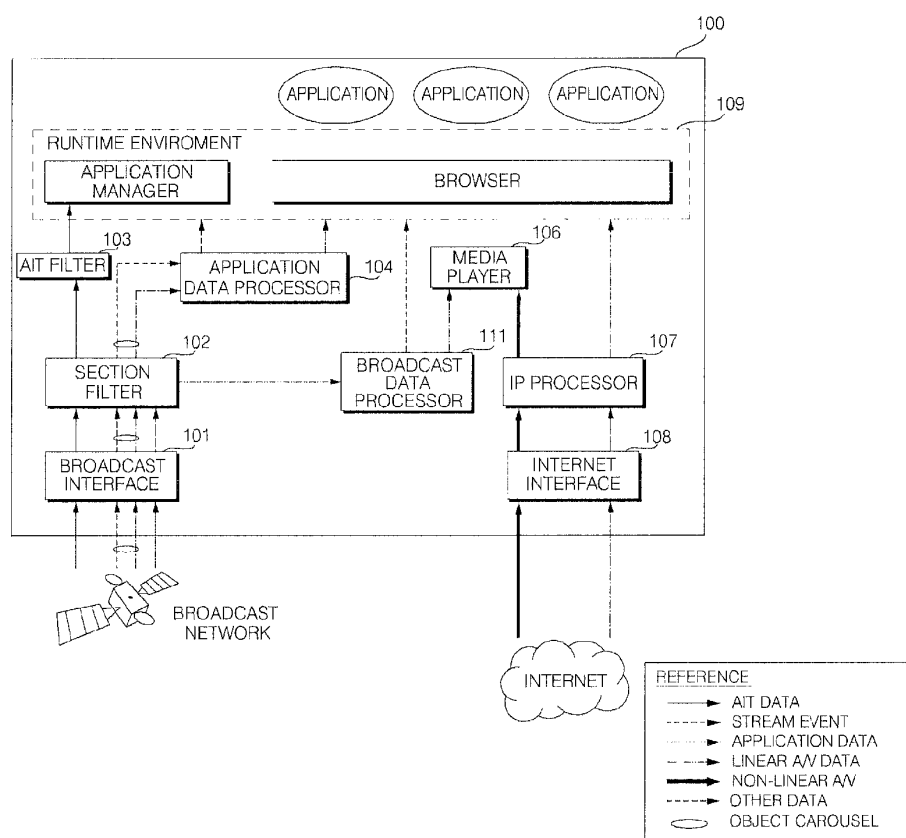 100
APPLICATION
APPLICATION
APPLICATION
109
RUNTIME ENVIROMENT
APPLICATION
MANAGER
BROWSER
103
AIT FILTER
APPLICATION
DATA PROCESSOR
104
106
MEDIA
PLAYER
102
SECTION
FILTER
111
BROADCAST
DATA
PROCESSOR
107
IP PROCESSOR
101
BROADCAST
INTERFACE
108
INTERNET
INTERFACE
BROADCAST
NETWORK
INTERNET
REFERENCE
AIT DATA
STREAM EVENT
APPLICATION DATA
LINEAR A/V DATA
NON-LINEAR A/V
OTHER DATA
OBJECT CAROUSEL